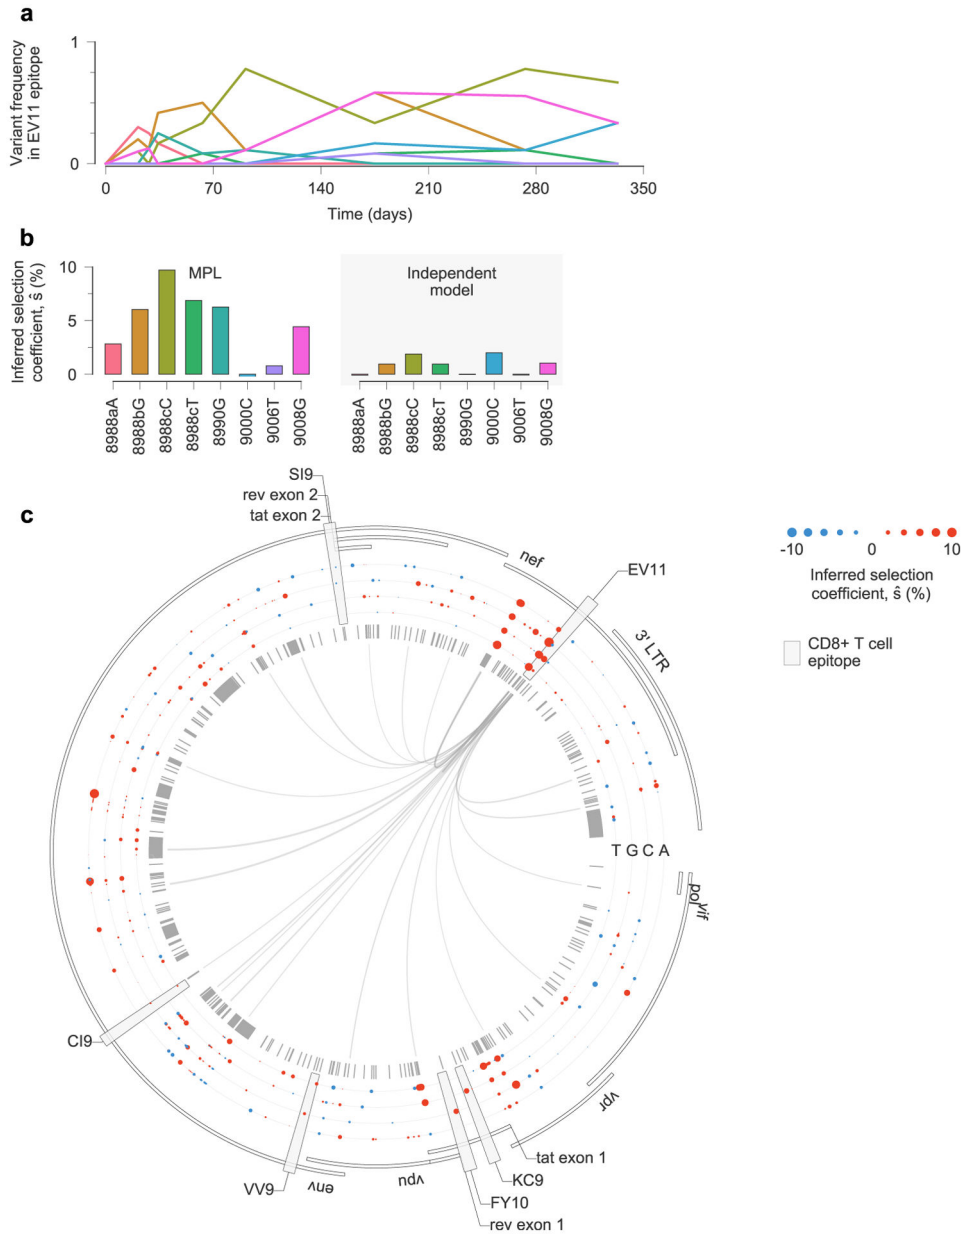 a
Variant frequency
in EV11 epitope
1
0
0
70
140
210
280
350
Time (days)
b
Inferred selection
coefficient, ŝ (%)
10
5
0
MPL
Independent
model
8988aA
8988bG
8988cC
8988cT
8990G
9000C
9006T
9008G
8988aA
8988bG
8988cC
8988cT
8990G
9000C
9006T
9008G
c
SI9
rev exon 2
tat exon 2
nef
EV11
3' LTR
T G C A
pol
vif
vpr
tat exon 1
KC9
FY10
rev exon 1
vpu
env
VV9
CI9
-10
0
10
Inferred selection
coefficient, ŝ (%)
CD8+ T cell
epitope